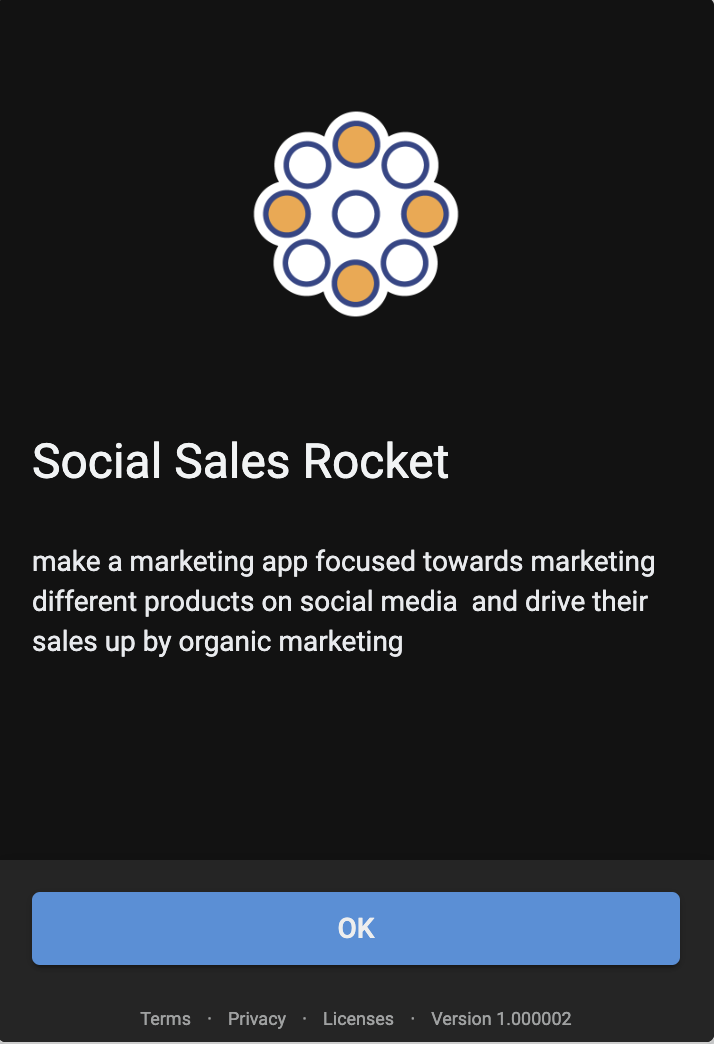 Social Sales Rocket
make a marketing app focused towards marketing
different products on social media  and drive their
sales up by organic marketing
OK
Terms · Privacy · Licenses · Version 1.000002